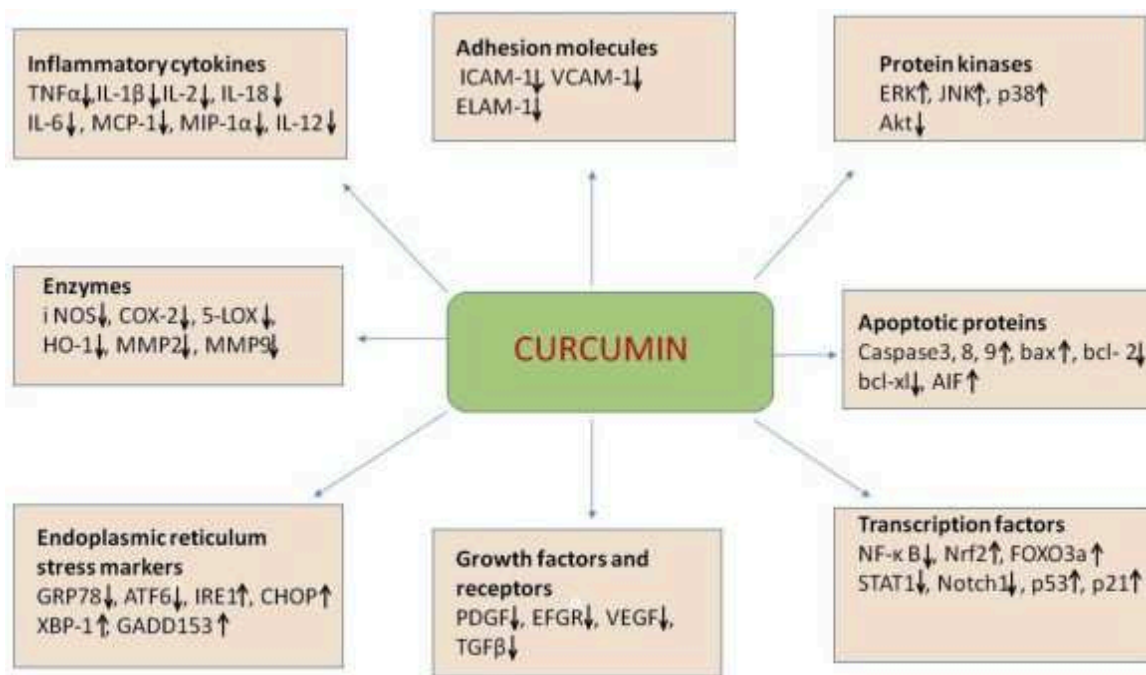 Inflammatory cytokines
TNFα↓,IL-1β↓,IL-2↓, IL-18↓
IL-6↓, MCP-1↓, MIP-1α↓, IL-12↓
Adhesion molecules
ICAM-1↓, VCAM-1↓
ELAM-1↓
Protein kinases
ERK↑, JNK↑, p38↑
Akt↓
Enzymes
i NOS↓, COX-2↓, 5-LOX↓,
HO-1↓, MMP2↓, MMP9↓
CURCUMIN
Apoptotic proteins
Caspase3, 8, 9↑, bax↑, bcl- 2↓
bcl-xl↓, AIF↑
Endoplasmic reticulum
stress markers
GRP78↓, ATF6↓, IRE1↑, CHOP↑
XBP-1↑, GADD153↑
Growth factors and
receptors
PDGF↓, EFGR↓, VEGF↓,
TGFβ↓
Transcription factors
NF-κ B↓, Nrf2↑, FOXO3a↑
STAT1↓, Notch1↓, p53↑, p21↑